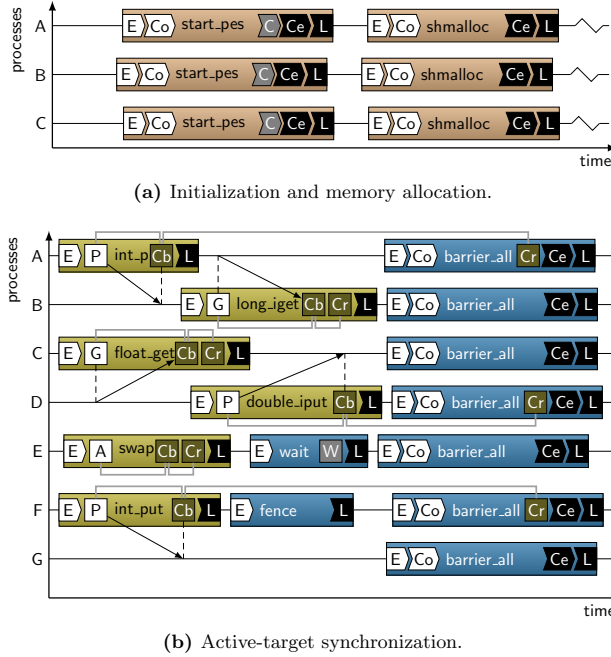 processes
A E Co start_pes C Ce L E Co shmalloc Ce L
B E Co start_pes C Ce L E Co shmalloc Ce L
C E Co start_pes C Ce L E Co shmalloc Ce L
time
(a) Initialization and memory allocation.
processes
A E P int_p Cb L E Co barrier_all Cr Ce L
B E G long_iget Cb Cr L E Co barrier_all Ce L
C E G float_get Cb Cr L E Co barrier_all Ce L
D E P double_iput Cb L E Co barrier_all Cr Ce L
E E A swap Cb Cr L E wait W L E Co barrier_all Ce L
F E P int_put Cb L E fence L E Co barrier_all Cr Ce L
G E Co barrier_all Ce L
time
(b) Active-target synchronization.